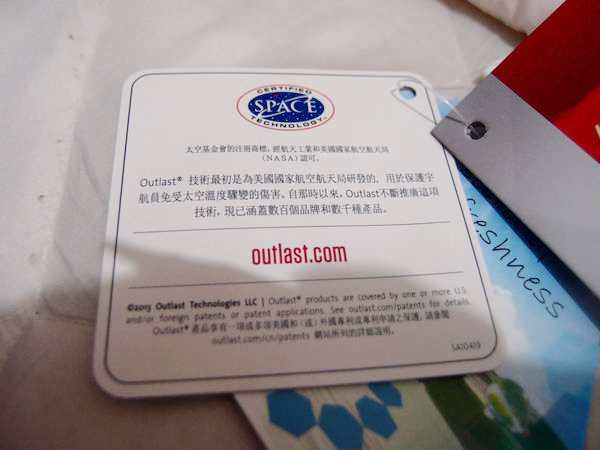 CERTIFIED
SPACE
TECHNOLOGY
太空基金會的注冊商標，經航天工業和美國國家航空航天局
（NASA）認可。
Outlast® 技術最初是為美國國家航空航天局研發的，用於保護宇
航員免受太空溫度驟變的傷害。自那時以來，Outlast不斷推廣這項
技術，現已涵蓋數百個品牌和數千種產品。
outlast.com
©2013 Outlast Technologies LLC | Outlast® products are covered by one or more U.S.
and/or foreign patents or patent applications. See outlast.com/patents for details.
Outlast® 產品享有一項或多項美國和（或）外國專利或專利申請之保護。請參閱
outlast.com/cn/patents 網站所列的詳細說明。
SA10419
freshness